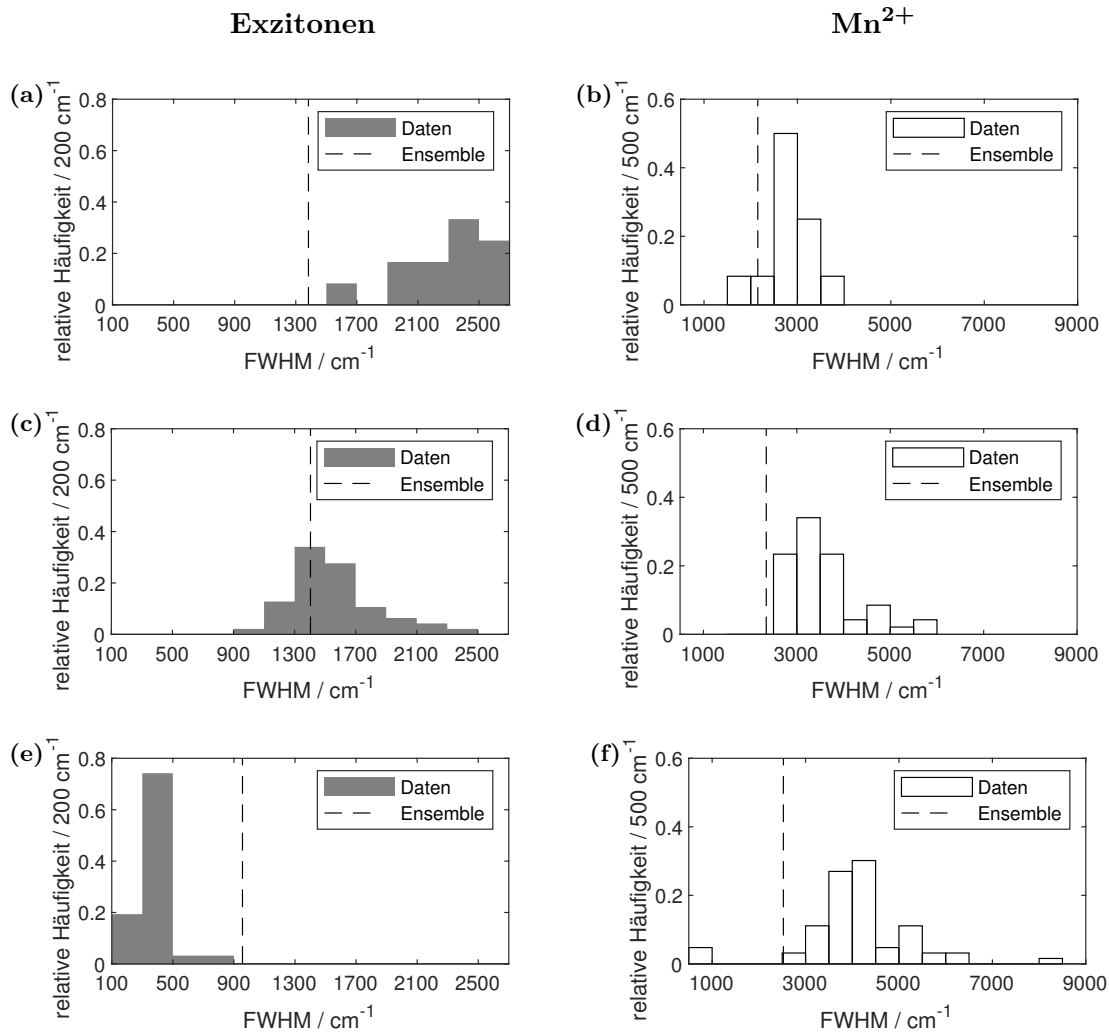 Exzitonen
Mn²⁺
(a)
relative Häufigkeit / 200 cm⁻¹
0.8
0.6
0.4
0.2
0
Daten
Ensemble
100 500 900 1300 1700 2100 2500
FWHM / cm⁻¹
(b)
relative Häufigkeit / 500 cm⁻¹
0.6
0.4
0.2
0
Daten
Ensemble
1000 3000 5000 7000 9000
FWHM / cm⁻¹
(c)
relative Häufigkeit / 200 cm⁻¹
0.8
0.6
0.4
0.2
0
Daten
Ensemble
100 500 900 1300 1700 2100 2500
FWHM / cm⁻¹
(d)
relative Häufigkeit / 500 cm⁻¹
0.6
0.4
0.2
0
Daten
Ensemble
1000 3000 5000 7000 9000
FWHM / cm⁻¹
(e)
relative Häufigkeit / 200 cm⁻¹
0.8
0.6
0.4
0.2
0
Daten
Ensemble
100 500 900 1300 1700 2100 2500
FWHM / cm⁻¹
(f)
relative Häufigkeit / 500 cm⁻¹
0.6
0.4
0.2
0
Daten
Ensemble
1000 3000 5000 7000 9000
FWHM / cm⁻¹